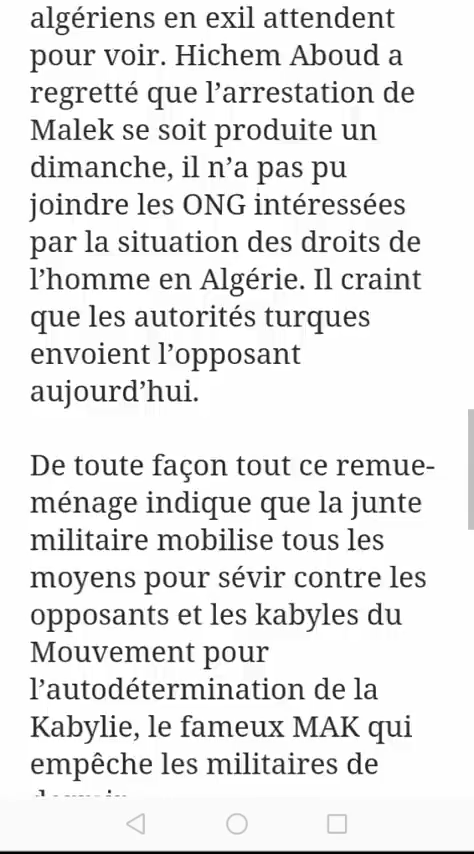 algériens en exil attendent
pour voir. Hichem Aboud a
regretté que l’arrestation de
Malek se soit produite un
dimanche, il n’a pas pu
joindre les ONG intéressées
par la situation des droits de
l’homme en Algérie. Il craint
que les autorités turques
envoient l’opposant
aujourd’hui.
De toute façon tout ce remue-
ménage indique que la junte
militaire mobilise tous les
moyens pour sévir contre les
opposants et les kabyles du
Mouvement pour
l’autodétermination de la
Kabylie, le fameux MAK qui
empêche les militaires de